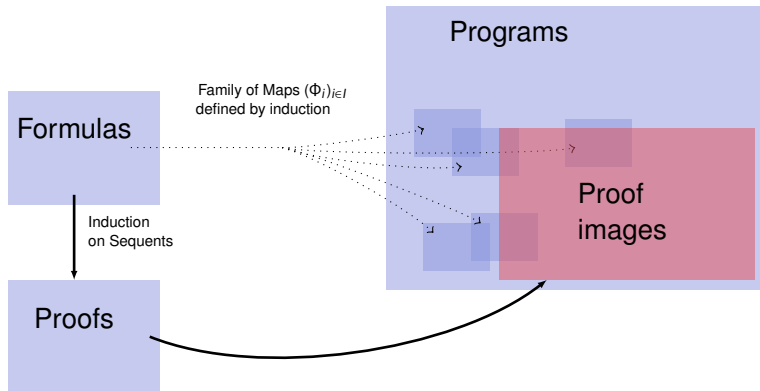 Programs
Family of Maps (Φᵢ)ᵢ∈I
defined by induction
Formulas
Proof
images
Induction
on Sequents
Proofs